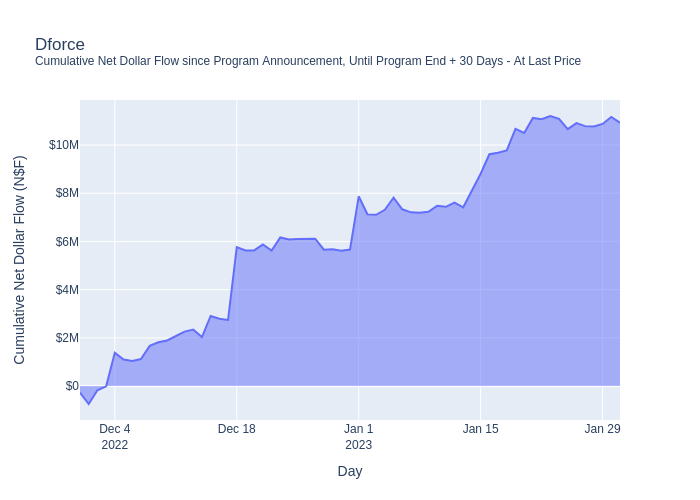 Dforce
Cumulative Net Dollar Flow since Program Announcement, Until Program End + 30 Days - At Last Price
Cumulative Net Dollar Flow (N$F)
$10M
$8M
$6M
$4M
$2M
$0
Dec 4
2022
Dec 18
Jan 1
2023
Jan 15
Jan 29
Day